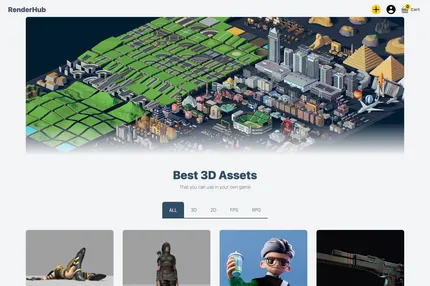 RenderHub
Cart
Best 3D Assets
That you can use in your own game
ALL
3D
2D
FPS
RPG